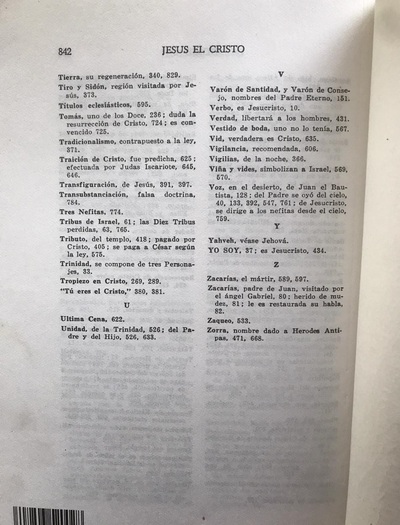 842
JESUS EL CRISTO
Tierra, su regeneración, 340, 829.
Tiro y Sidón, región visitada por Je-
sús, 373.
Títulos eclesiásticos, 595.
Tomás, uno de los Doce, 236; duda la
resurrección de Cristo, 724; es con-
vencido 725.
Tradicionalismo, contrapuesto a la ley,
371.
Traición de Cristo, fue predicha, 625;
efectuada por Judas Iscariote, 645,
646.
Transfiguración, de Jesús, 391, 397.
Transubstanciación, falsa doctrina,
784.
Tres Nefitas, 774.
Tribus de Israel, 61; las Diez Tribus
perdidas, 63, 765.
Tributo, del templo, 418; pagado por
Cristo, 405; se paga a César según
la ley, 575.
Trinidad, se compone de tres Persona-
jes, 33.
Tropiezo en Cristo, 269, 289.
"Tú eres el Cristo," 380, 381.
U
Ultima Cena, 622.
Unidad, de la Trinidad, 526; del Pa-
dre y del Hijo, 526, 633.
V
Varón de Santidad, y Varón de Conse-
jo, nombres del Padre Eterno, 151.
Verbo, es Jesucristo, 10.
Verdad, libertará a los hombres, 431.
Vestido de boda, uno no lo tenía, 567.
Vid, verdadera es Cristo, 635.
Vigilancia, recomendada, 606.
Vigilias, de la noche, 366.
Viña y vides, simbolizan a Israel, 569,
570.
Voz, en el desierto, de Juan el Bau-
tista, 128; del Padre se oyó del cielo,
40, 133, 392, 547, 761; de Jesucristo,
se dirige a los nefitas desde el cielo,
759.
Y
Yahveh, véase Jehová.
YO SOY, 37; es Jesucristo, 434.
Z
Zacarías, el mártir, 589, 597.
Zacarías, padre de Juan, visitado por
el ángel Gabriel, 80; herido de mu-
dez, 81; le es restaurada su habla,
82.
Zaqueo, 533.
Zorra, nombre dado a Herodes Anti-
pas, 471, 668.